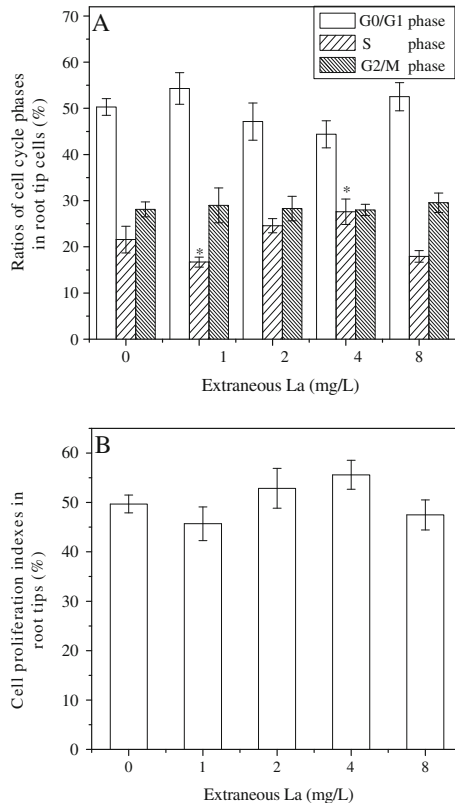 A
G0/G1 phase
S phase
G2/M phase
Ratios of cell cycle phases
in root tip cells (%)
70
60
50
40
30
20
10
0
*
*
0 1 2 4 8
Extraneous La (mg/L)
B
Cell proliferation indexes in
root tips (%)
60
50
40
30
20
10
0
0 1 2 4 8
Extraneous La (mg/L)